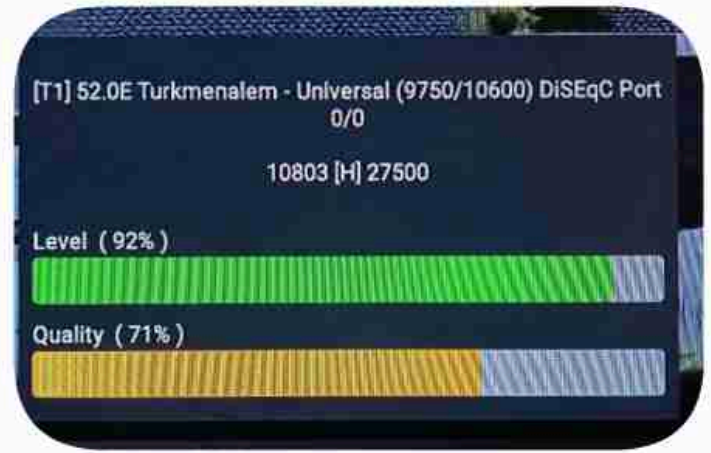 [T1] 52.0E Turkmenalem - Universal (9750/10600) DiSEqC Port
0/0
10803 [H] 27500
Level ( 92% )
Quality ( 71% )